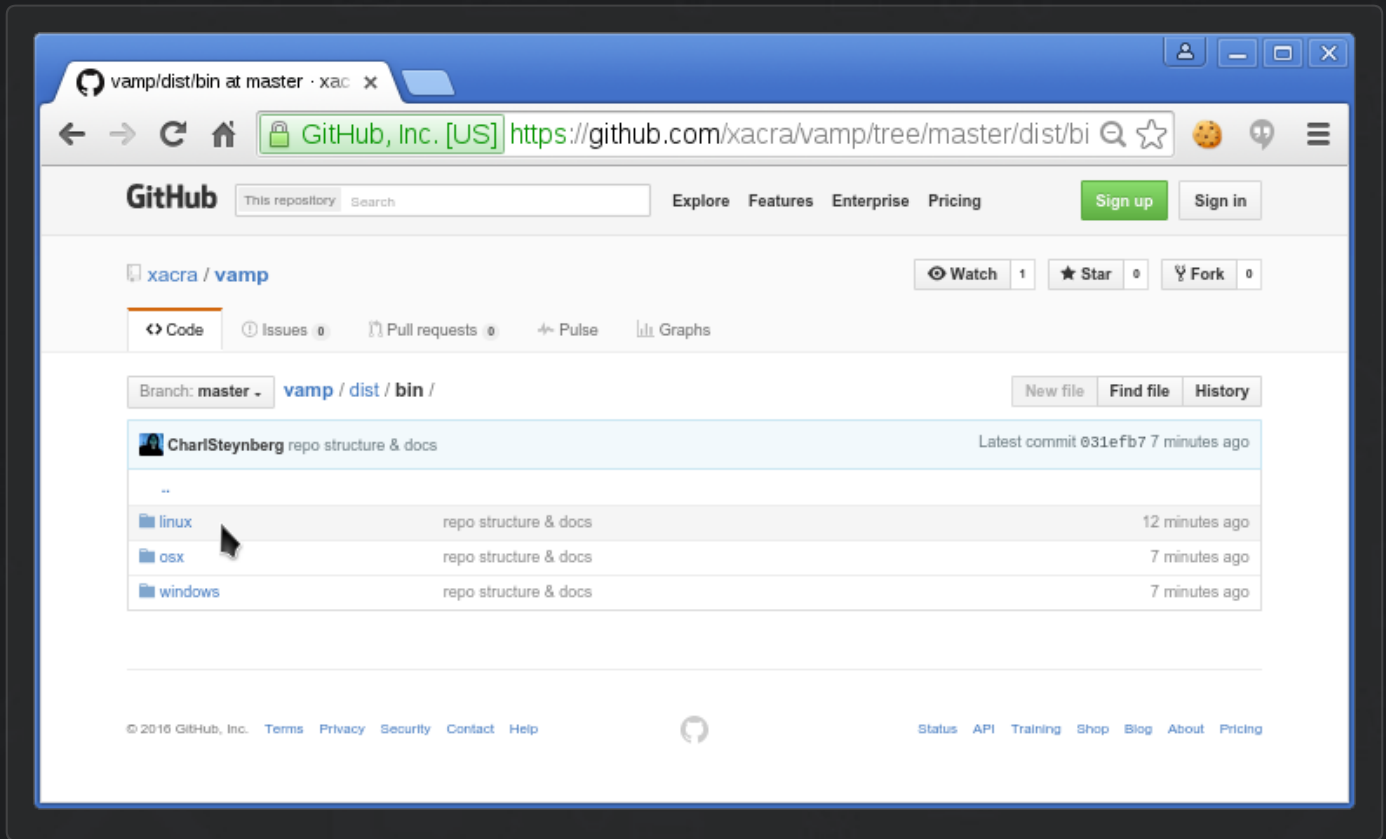 vamp/dist/bin at master · xac
GitHub, Inc. [US] https://github.com/xacra/vamp/tree/master/dist/bi
GitHub This repository Search Explore Features Enterprise Pricing Sign up Sign in
xacra / vamp Watch 1 Star 0 Fork 0
Code Issues 0 Pull requests 0 Pulse Graphs
Branch: master vamp / dist / bin / New file Find file History
CharlSteynberg repo structure & docs Latest commit 031efb7 7 minutes ago
..
linux repo structure & docs 12 minutes ago
osx repo structure & docs 7 minutes ago
windows repo structure & docs 7 minutes ago
© 2016 GitHub, Inc. Terms Privacy Security Contact Help Status API Training Shop Blog About Pricing